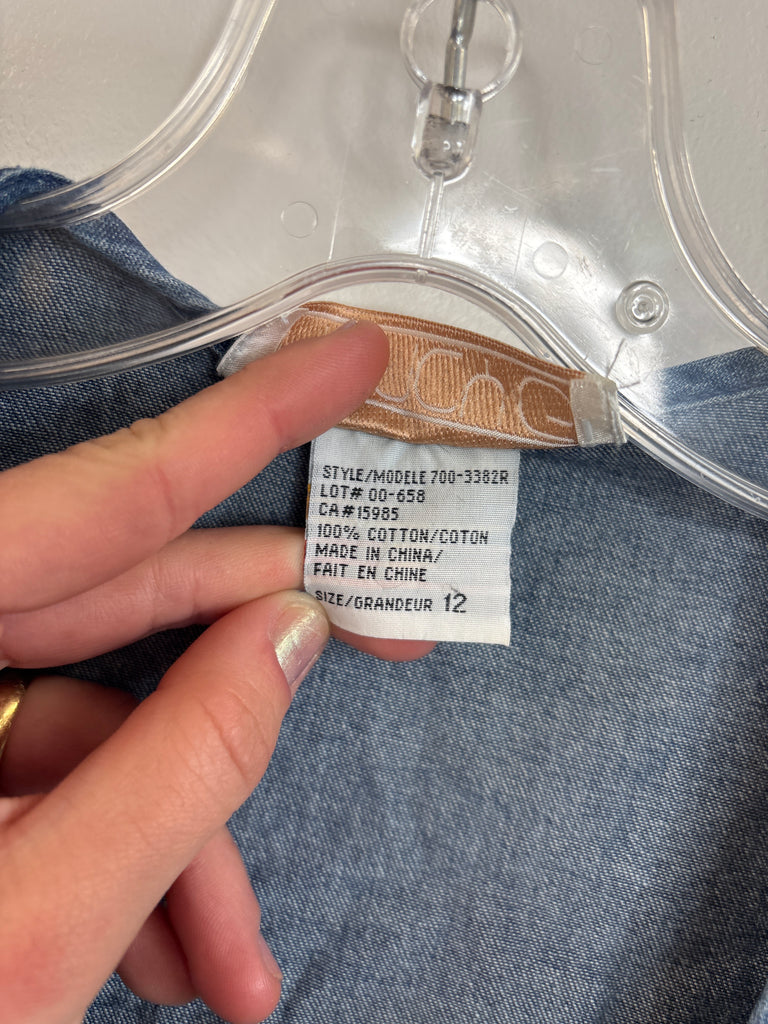 STYLE/MODELE 700-3382R
LOT# 00-658
CA#15985
100% COTTON/COTON
MADE IN CHINA/
FAIT EN CHINE
SIZE/GRANDEUR 12